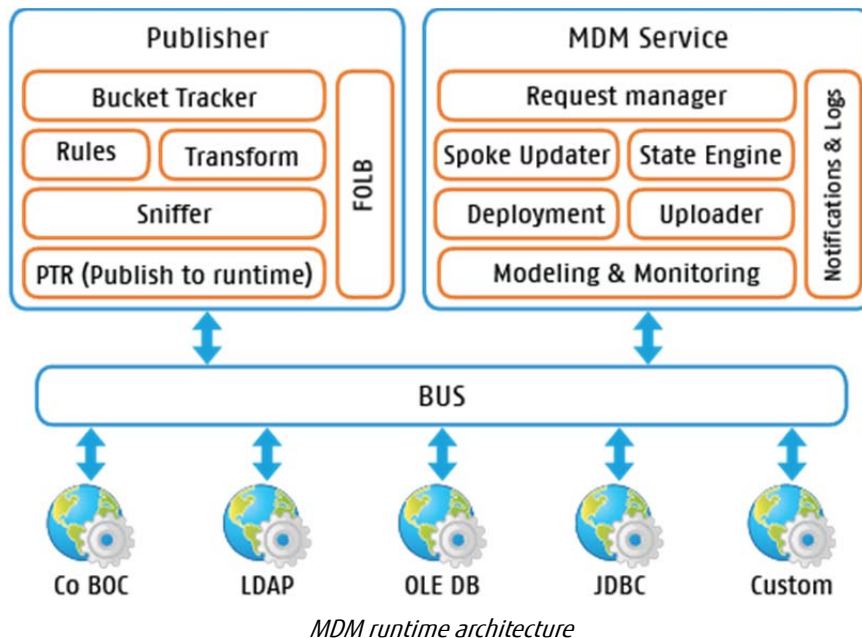 Publisher
Bucket Tracker
Rules
Transform
Sniffer
PTR (Publish to runtime)
FOLB
MDM Service
Request manager
Spoke Updater
State Engine
Deployment
Uploader
Modeling & Monitoring
Notifications & Logs
BUS
Co BOC
LDAP
OLE DB
JDBC
Custom
MDM runtime architecture